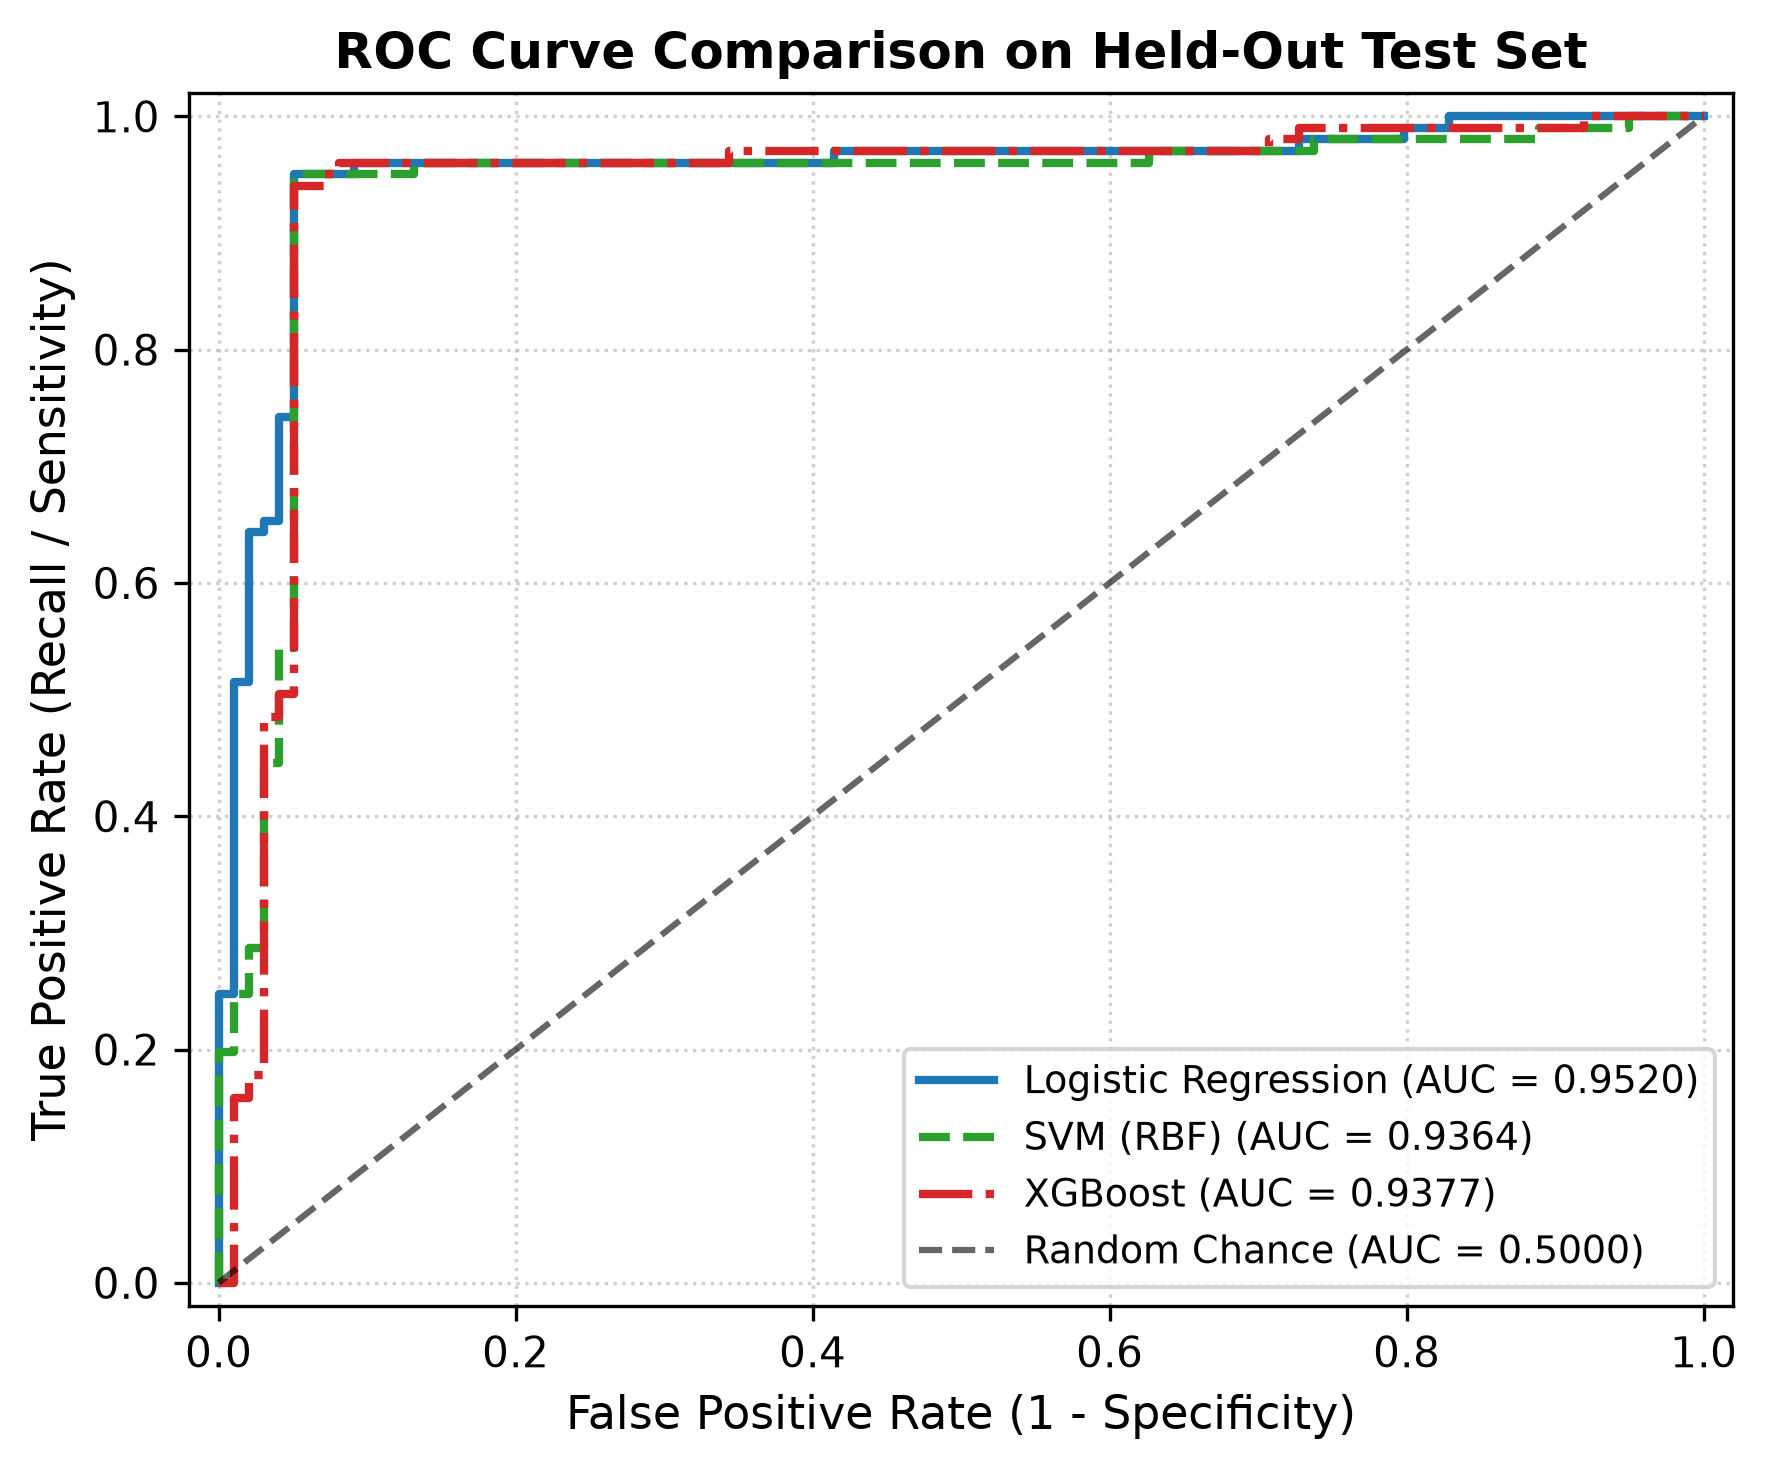 ROC Curve Comparison on Held-Out Test Set
True Positive Rate (Recall / Sensitivity)
1.0
0.8
0.6
0.4
0.2
0.0
Logistic Regression (AUC = 0.9520)
SVM (RBF) (AUC = 0.9364)
XGBoost (AUC = 0.9377)
Random Chance (AUC = 0.5000)
0.0 0.2 0.4 0.6 0.8 1.0
False Positive Rate (1 - Specificity)